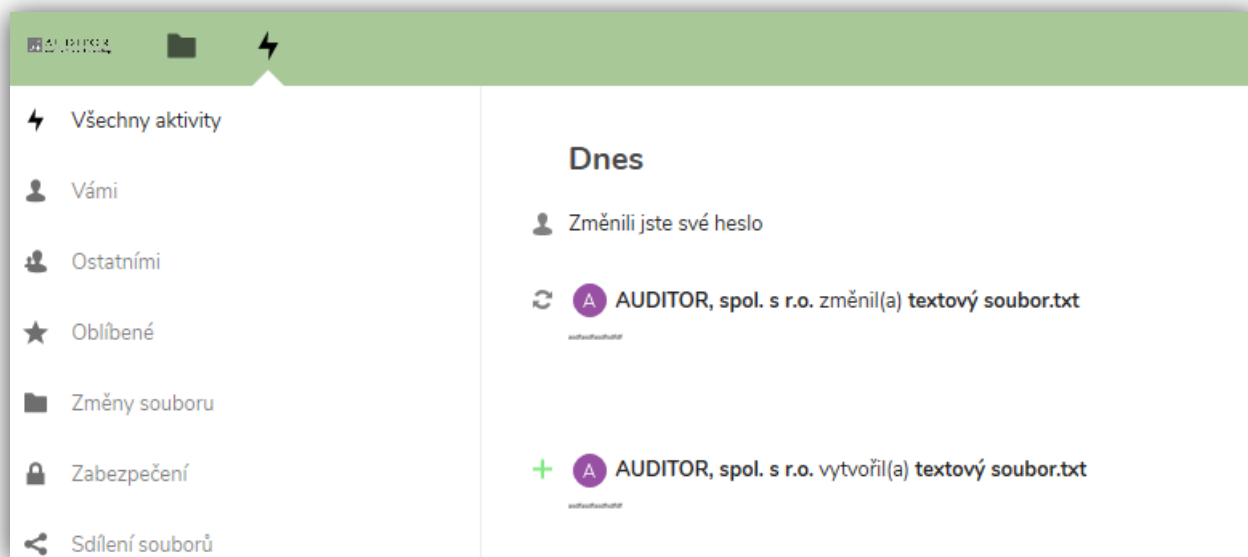 AUDITOR
Všechny aktivity
Vámi
Ostatními
Oblíbené
Změny souboru
Zabezpečení
Sdílení souborů
Dnes
Změnili jste své heslo
A AUDITOR, spol. s r.o. změnil(a) textový soubor.txt
A AUDITOR, spol. s r.o. vytvořil(a) textový soubor.txt